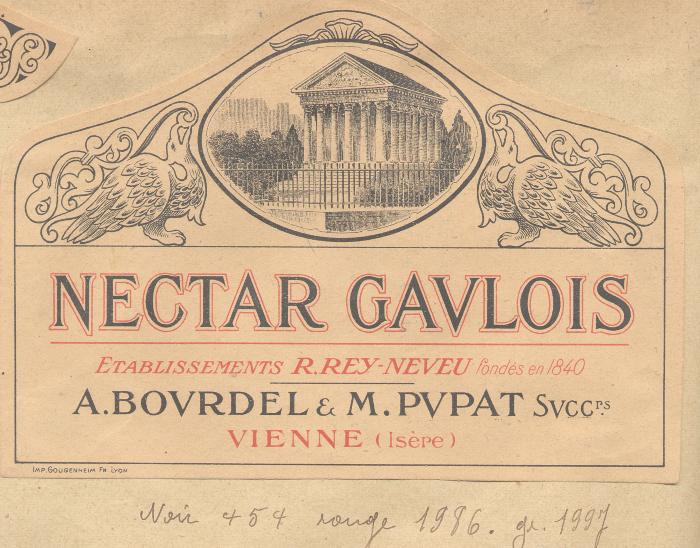 NECTAR GAVLOIS
ETABLISSEMENTS R. REY-NEVEU fondés en 1840
A. BOVRDEL & M. PVPAT SVCCRS
VIENNE (Isère)
IMP. GOUGENHEIM FR LYON
Noir 454 rouge 1986. gr. 1997